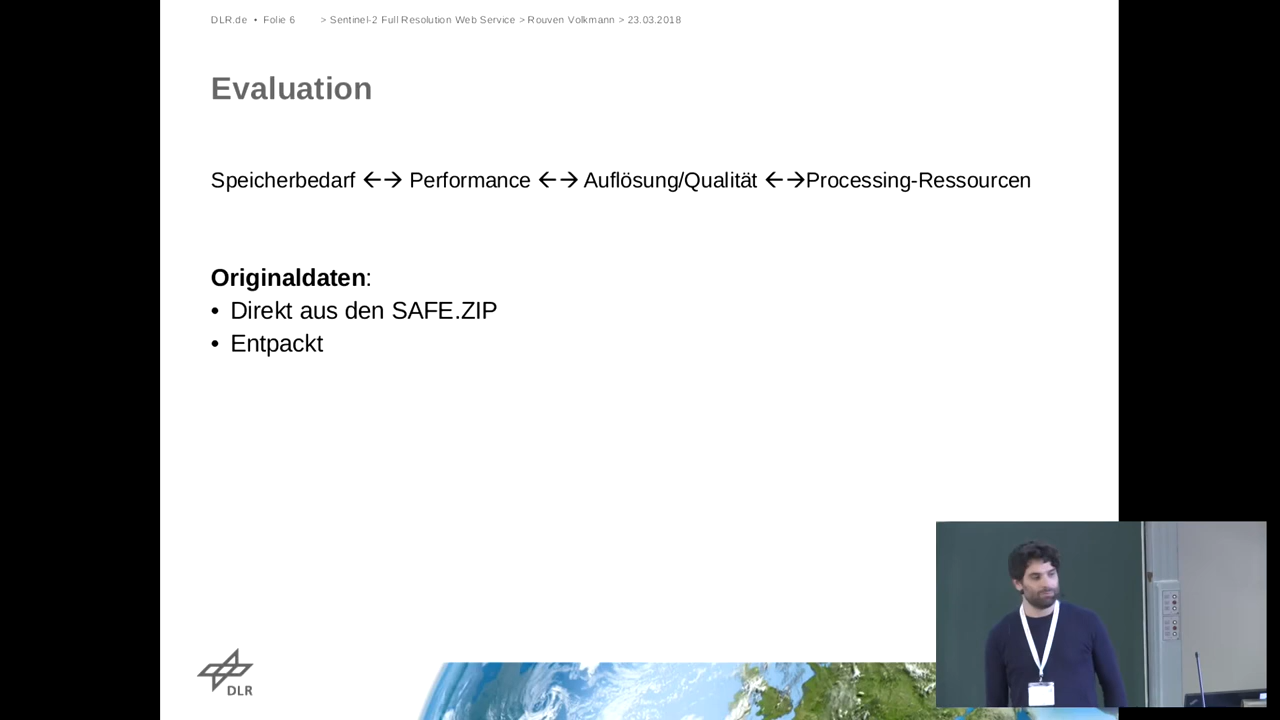 DLR.de • Folie 6 > Sentinel-2 Full Resolution Web Service > Rouven Volkmann > 23.03.2018
Evaluation
Speicherbedarf ←→ Performance ←→ Auflösung/Qualität ←→Processing-Ressourcen
Originaldaten:
• Direkt aus den SAFE.ZIP
• Entpackt
DLR